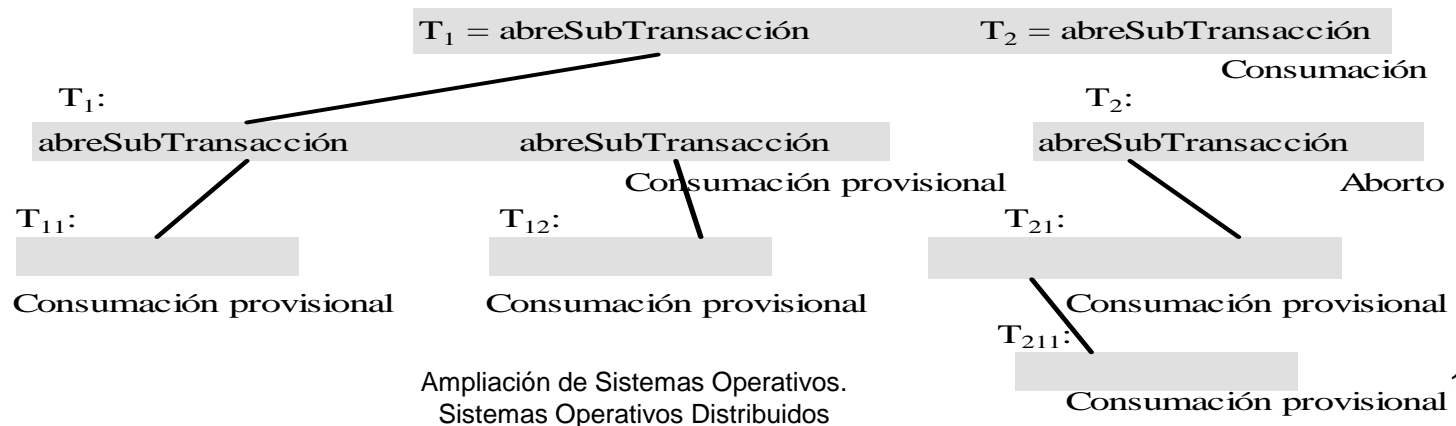 T₁ = abreSubTransacción T₂ = abreSubTransacción
Consumación
T₁: T₂:
abreSubTransacción abreSubTransacción abreSubTransacción
Consumación provisional Aborto
T₁₁: T₁₂: T₂₁:
Consumación provisional Consumación provisional Consumación provisional
T₂₁₁:
Consumación provisional
Ampliación de Sistemas Operativos.
Sistemas Operativos Distribuidos